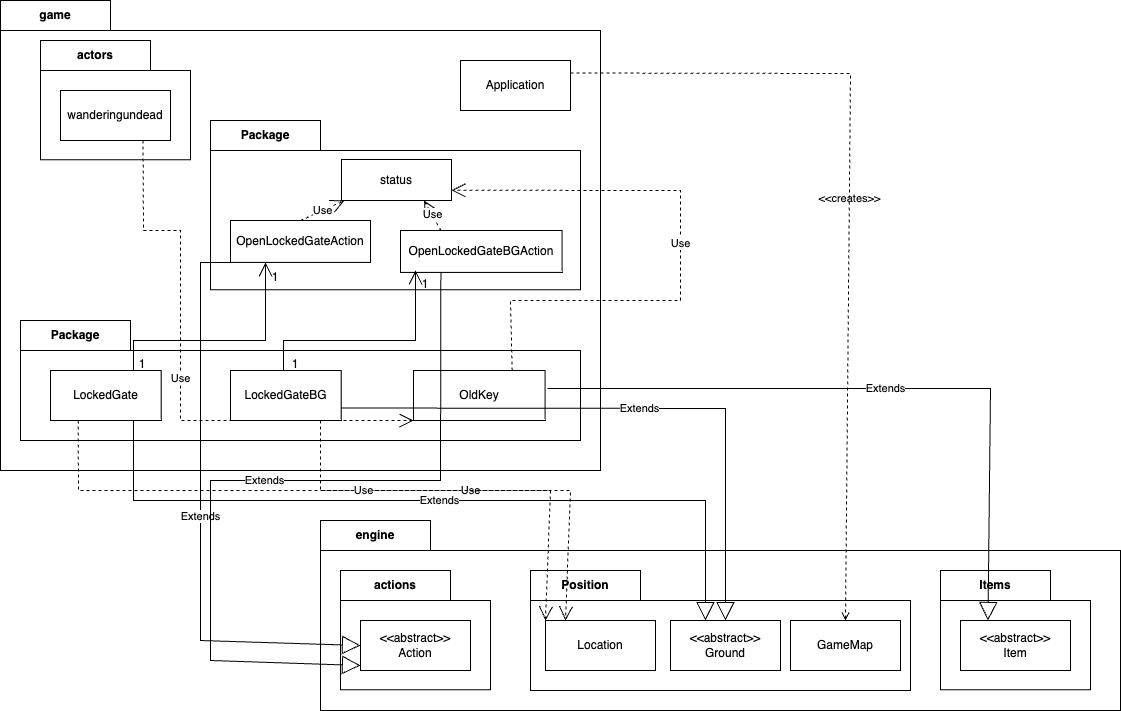 game
actors
Application
wanderingundead
Package
status
<<creates>>
Use
Use
OpenLockedGateAction
OpenLockedGateBGAction
Use
1
1
Package
1
1
Use
LockedGate
LockedGateBG
OldKey
Extends
Extends
Extends
Use
Use
Extends
Extends
engine
actions
Position
Items
<<abstract>>
Action
Location
<<abstract>>
Ground
GameMap
<<abstract>>
Item